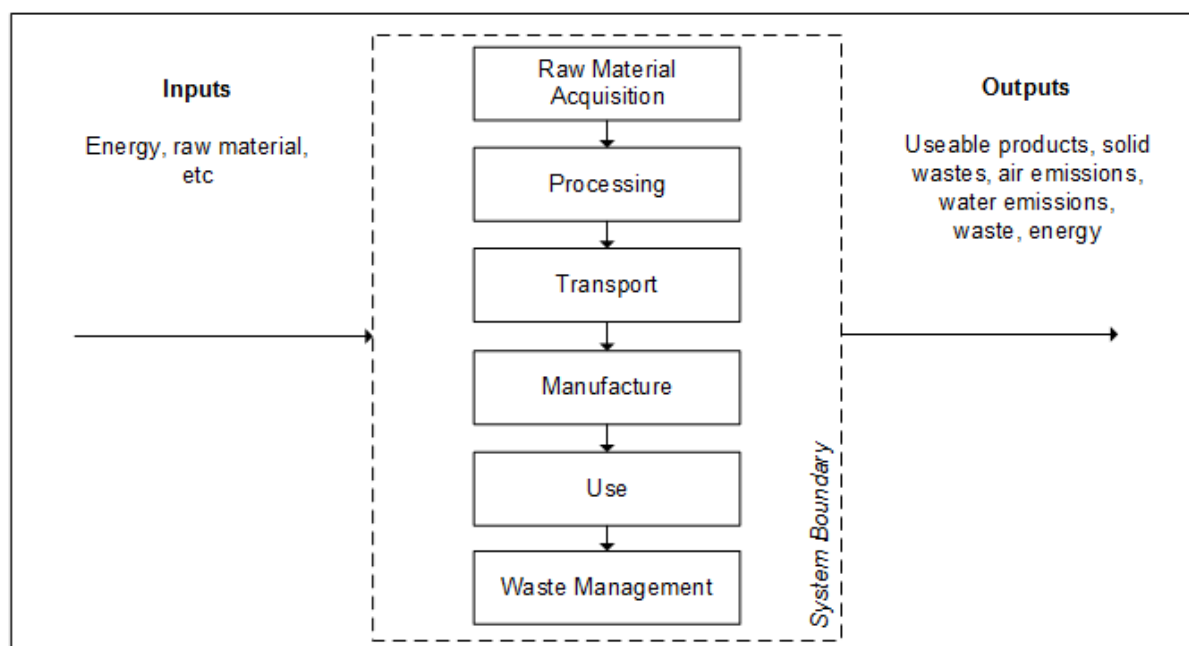 Inputs
Energy, raw material,
etc
Raw Material
Acquisition
Processing
Transport
Manufacture
Use
Waste Management
System Boundary
Outputs
Useable products, solid
wastes, air emissions,
water emissions,
waste, energy